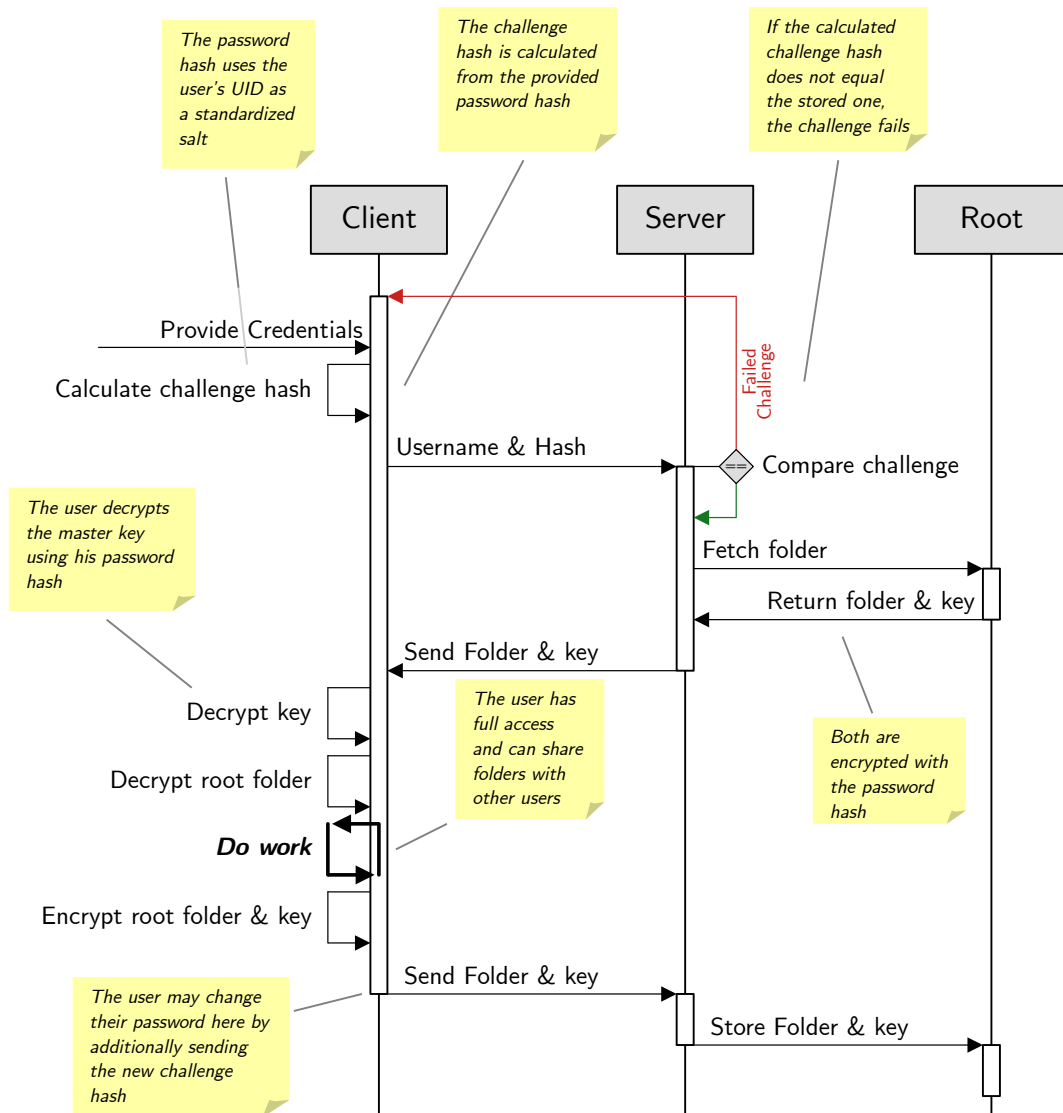 The password
hash uses the
user's UID as
a standardized
salt
The challenge
hash is calculated
from the provided
password hash
If the calculated
challenge hash
does not equal
the stored one,
the challenge fails
Client
Server
Root
Provide Credentials
Failed
Challenge
Calculate challenge hash
Username & Hash
==
Compare challenge
The user decrypts
the master key
using his password
hash
Fetch folder
Return folder & key
Send Folder & key
Decrypt key
The user has
full access
and can share
folders with
other users
Both are
encrypted with
the password
hash
Decrypt root folder
Do work
Encrypt root folder & key
Send Folder & key
The user may change
their password here by
additionally sending
the new challenge
hash
Store Folder & key